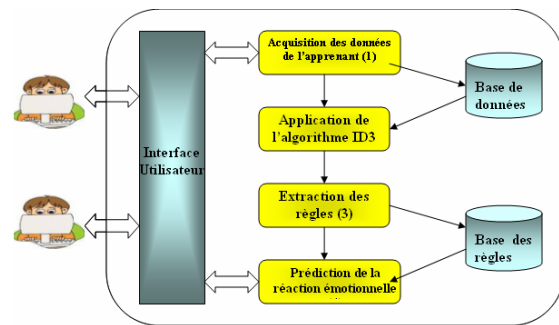 Acquisition des données
de l'apprenant (1)
Base de
données
Application de
l'algorithme ID3
Interface
Utilisateur
Extraction des
règles (3)
Base des
règles
Prédiction de la
réaction émotionnelle